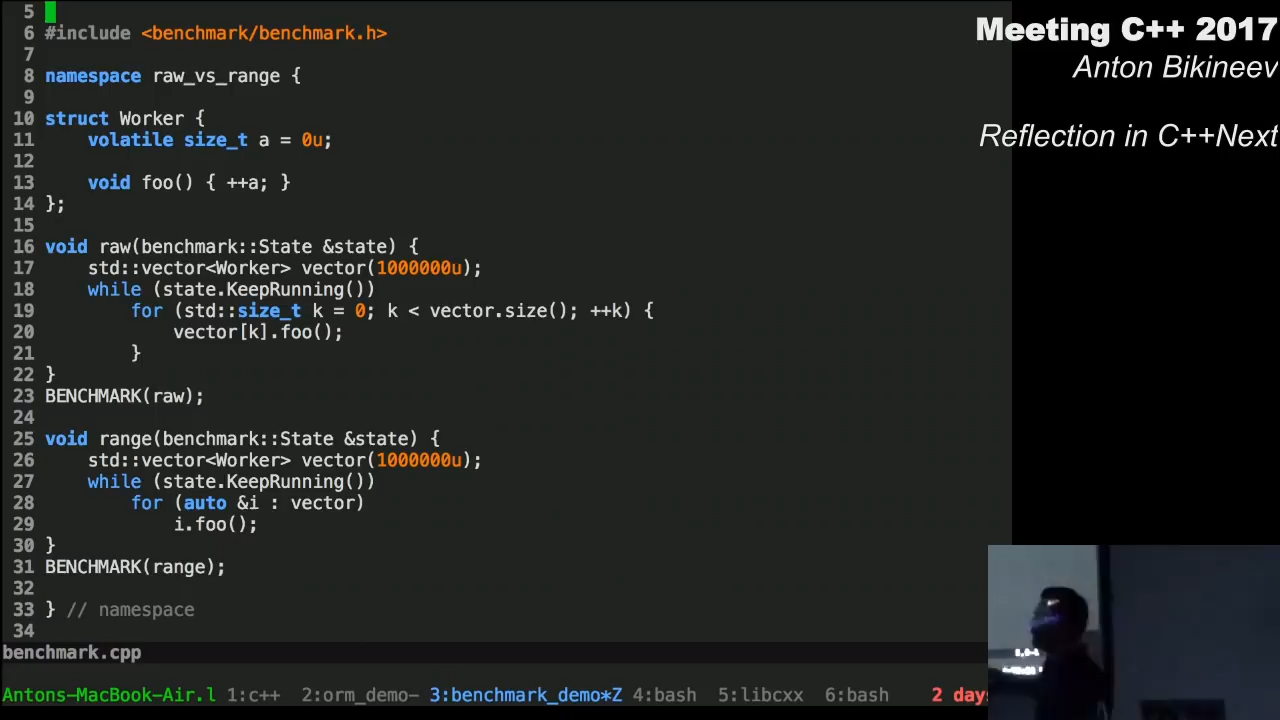 5
6 #include <benchmark/benchmark.h>
7
8 namespace raw_vs_range {
9
10 struct Worker {
11     volatile size_t a = 0u;
12
13     void foo() { ++a; }
14 };
15
16 void raw(benchmark::State &state) {
17     std::vector<Worker> vector(1000000u);
18     while (state.KeepRunning())
19         for (std::size_t k = 0; k < vector.size(); ++k) {
20             vector[k].foo();
21         }
22 }
23 BENCHMARK(raw);
24
25 void range(benchmark::State &state) {
26     std::vector<Worker> vector(1000000u);
27     while (state.KeepRunning())
28         for (auto &i : vector)
29             i.foo();
30 }
31 BENCHMARK(range);
32
33 } // namespace
34
benchmark.cpp
Antons-MacBook-Air.l 1:c++ 2:orm_demo- 3:benchmark_demo*Z 4:bash 5:libcxx 6:bash 2 days
Meeting C++ 2017
Anton Bikineev
Reflection in C++Next